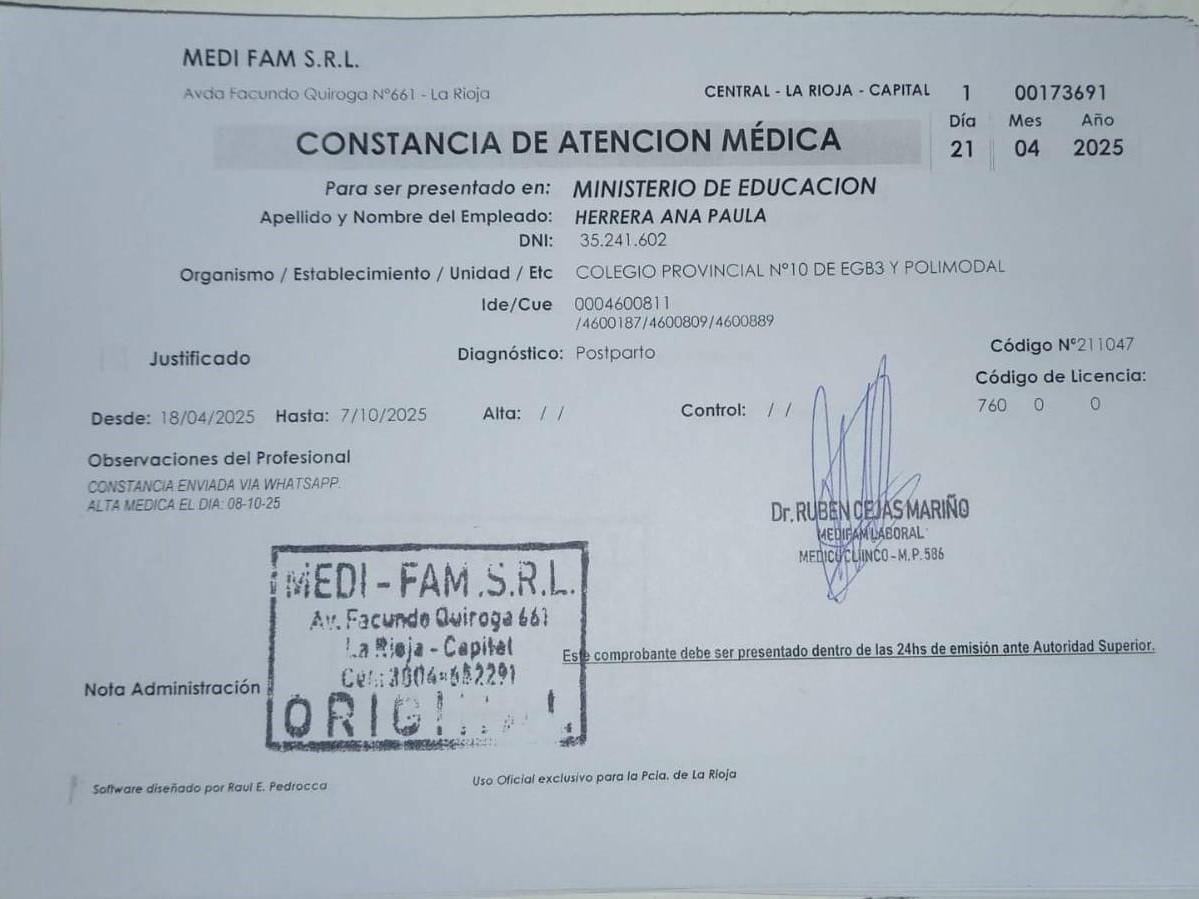 MEDI FAM S.R.L.
Avda Facundo Quiroga Nº661 - La Rioja
CENTRAL - LA RIOJA - CAPITAL 1 00173691
CONSTANCIA DE ATENCION MÉDICA
Día Mes Año
21 04 2025
Para ser presentado en: MINISTERIO DE EDUCACION
Apellido y Nombre del Empleado: HERRERA ANA PAULA
DNI: 35.241.602
Organismo / Establecimiento / Unidad / Etc COLEGIO PROVINCIAL Nº10 DE EGB3 Y POLIMODAL
Ide/Cue 0004600811
/4600187/4600809/4600889
Justificado Diagnóstico: Postparto
Código Nº211047
Código de Licencia:
760 0 0
Desde: 18/04/2025 Hasta: 7/10/2025 Alta: / / Control: / /
Observaciones del Profesional
CONSTANCIA ENVIADA VIA WHATSAPP.
ALTA MEDICA EL DIA: 08-10-25
Dr. RUBEN CEJAS MARIÑO
MEDIFAM LABORAL
MEDICO CLINCO - M.P. 586
MEDI - FAM .S.R.L.
Av. Facundo Quiroga 661
La Rioja - Capital
Este comprobante debe ser presentado dentro de las 24hs de emisión ante Autoridad Superior.
Nota Administración
Software diseñado por Raul E. Pedrocca
Uso Oficial exclusivo para la Pcia. de La Rioja